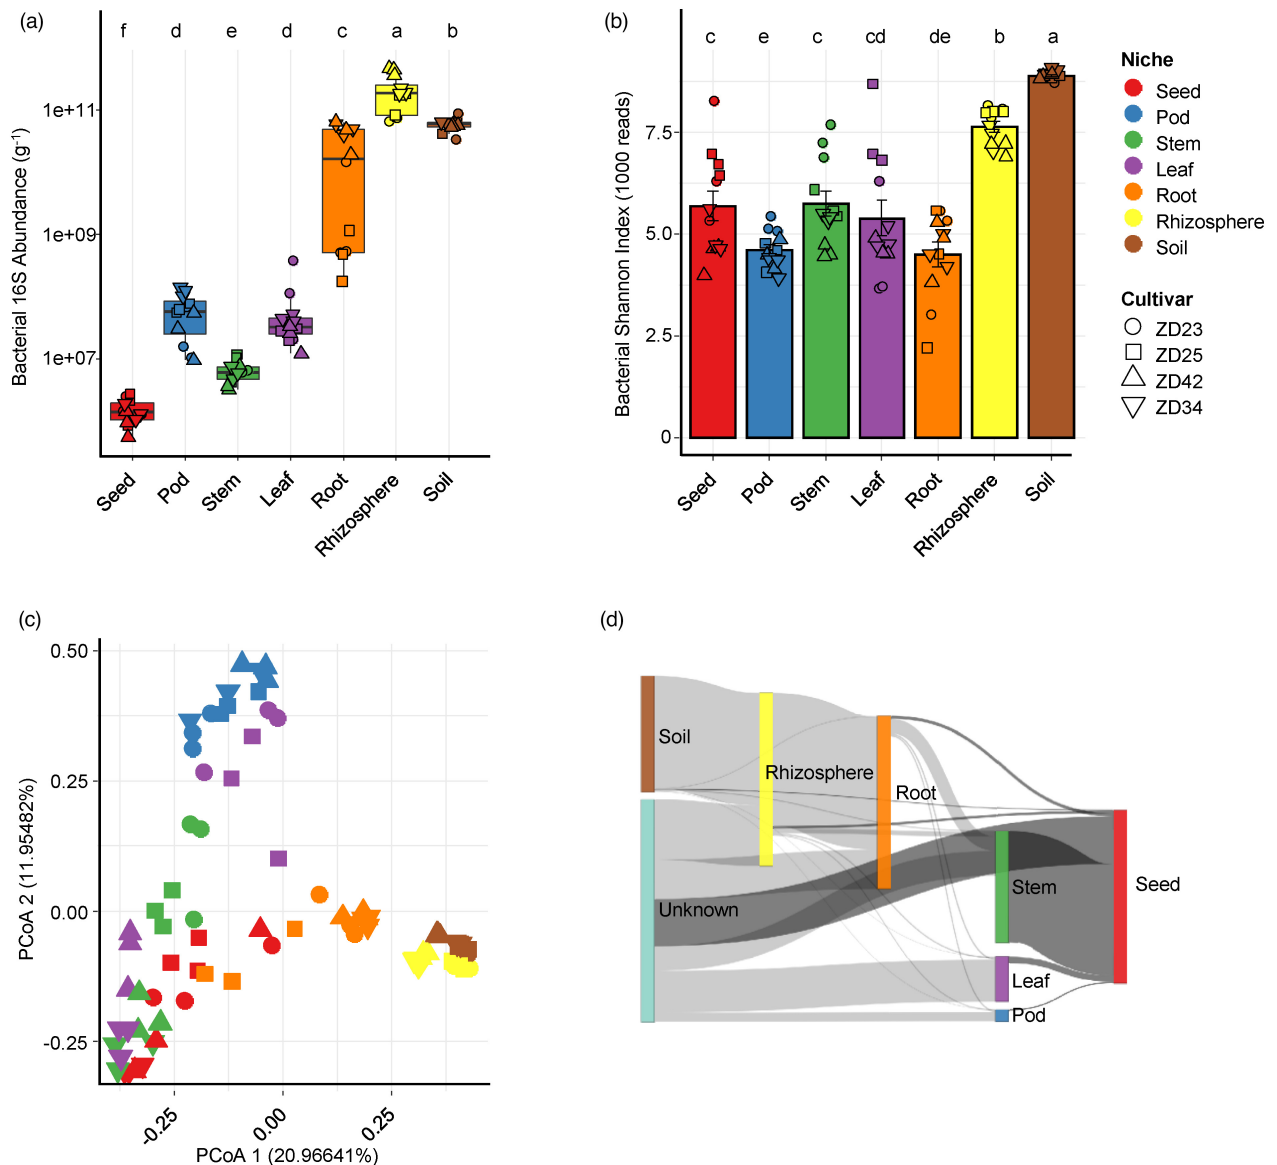 (a)
f d e d c a b
Bacterial 16S Abundance (g⁻¹)
1e+11
1e+09
1e+07
Seed Pod Stem Leaf Root Rhizosphere Soil
(b)
c e c cd de b a
Bacterial Shannon Index (1000 reads)
7.5
5.0
2.5
0
Seed Pod Stem Leaf Root Rhizosphere Soil
Niche
Seed
Pod
Stem
Leaf
Root
Rhizosphere
Soil
Cultivar
ZD23
ZD25
ZD42
ZD34
(c)
PCoA 2 (11.95482%)
0.50
0.25
0.00
-0.25
-0.25 0.00 0.25
PCoA 1 (20.96641%)
(d)
Soil
Rhizosphere
Root
Unknown
Stem
Seed
Leaf
Pod